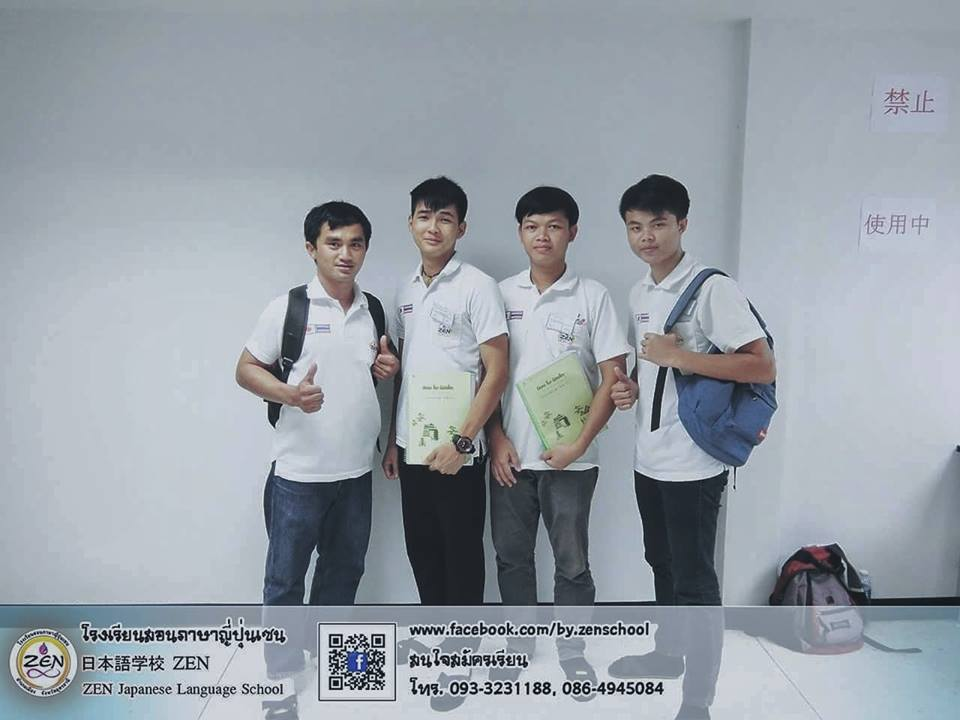 禁止
使用中
ZEN
ZEN
โรงเรียนสอนภาษาญี่ปุ่นเซน
日本語学校 ZEN
ZEN Japanese Language School
ZEN
www.facebook.com/by.zenschool
สนใจสมัครเรียน
โทร. 093-3231188, 086-4945084